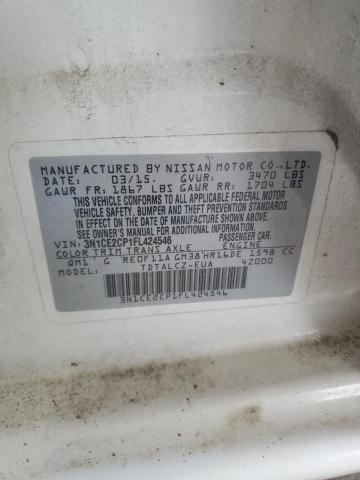 MANUFACTURED BY NISSAN MOTOR CO., LTD.
DATE: 03/15. GVWR: 3470 LBS
GAWR FR: 1867 LBS GAWR RR: 1704 LBS
THIS VEHICLE CONFORMS TO ALL APPLICABLE
FEDERAL MOTOR VEHICLE SAFETY, BUMPER
AND THEFT PREVENTION STANDARDS IN EFFECT
ON THE DATE OF MANUFACTURE SHOWN ABOVE.
SEE OWNER'S MANUAL FOR ADDITIONAL INFORMATION.
VIN: 3N1CE2CP1FL424546 PASSENGER CAR.
COLOR TRIM TRANS AXLE ENGINE
QM1 G RE0F11A GM38 HR16DE 1598 CC
MODEL TDTALCZ-EUA 42000
3N1CE2CP1FL424546